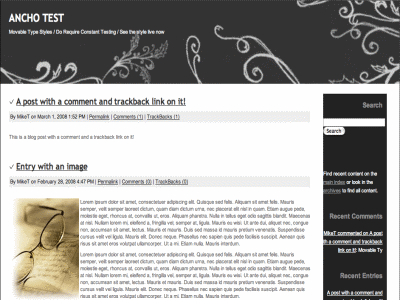 ANCHO TEST
Movable Type Styles / Do Require Constant Testing / See the style live now
✓ A post with a comment and trackback link on it!
By MikeT on March 1, 2008 1:52 PM | Permalink | Comments (1) | TrackBacks (1)
This is a blog post with a comment and a trackback link on it!
✓ Entry with an image
By MikeT on February 28, 2008 4:47 PM | Permalink | Comments (0) | TrackBacks (0)
Lorem ipsum dolor sit amet, consectetuer adipiscing elit. Quisque sed felis. Aliquam sit amet felis. Mauris
semper, velit semper laoreet dictum, quam diam dictum urna, nec placerat elit nisl in quam. Etiam augue pede,
molestie eget, rhoncus at, convallis ut, eros. Aliquam pharetra. Nulla in tellus eget odio sagittis blandit. Maecenas
at nisl. Nullam lorem mi, eleifend a, fringilla vel, semper at, ligula. Mauris eu wisi. Ut ante dui, aliquet nec, congue
non, accumsan sit amet, lectus. Mauris et mauris. Duis sed massa id mauris pretium venenatis. Suspendisse
cursus velit vel ligula. Mauris elit. Donec neque. Phasellus nec sapien quis pede facilisis suscipit. Aenean quis
risus sit amet eros volutpat ullamcorper. Ut a mi. Etiam nulla. Mauris interdum.
Lorem ipsum dolor sit amet, consectetuer adipiscing elit. Quisque sed felis. Aliquam sit amet felis. Mauris
semper, velit semper laoreet dictum, quam diam dictum urna, nec placerat elit nisl in quam. Etiam augue pede,
molestie eget, rhoncus at, convallis ut, eros. Aliquam pharetra. Nulla in tellus eget odio sagittis blandit. Maecenas
at nisl. Nullam lorem mi, eleifend a, fringilla vel, semper at, ligula. Mauris eu wisi. Ut ante dui, aliquet nec, congue
non, accumsan sit amet, lectus. Mauris et mauris. Duis sed massa id mauris pretium venenatis. Suspendisse
cursus velit vel ligula. Mauris elit. Donec neque. Phasellus nec sapien quis pede facilisis suscipit. Aenean quis
risus sit amet eros volutpat ullamcorper. Ut a mi. Etiam nulla. Mauris interdum.
Search
Search
Find recent content on the
main index or look in the
archives to find all content.
Recent Comments
MikeT commented on A post
with a comment and trackback
link on it!: Movable Ty
Recent Entries
A post with a comment and